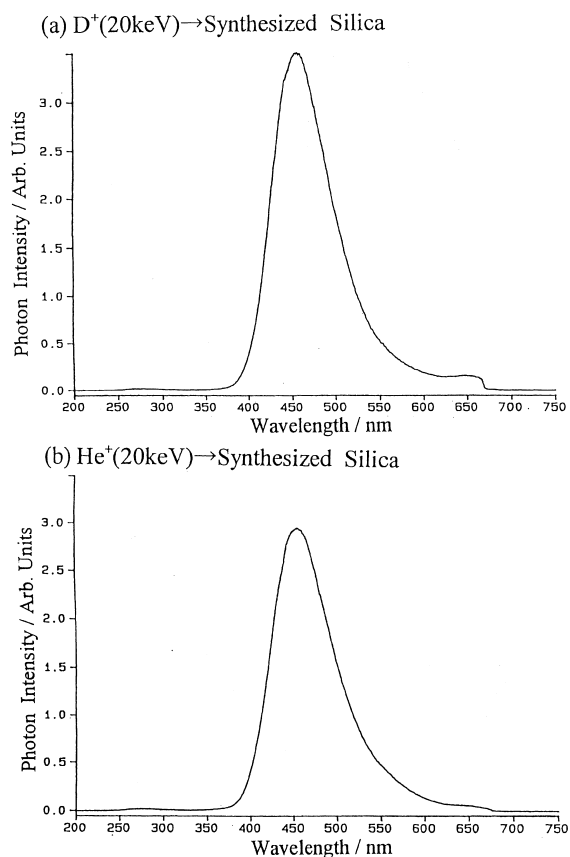 (a) D⁺(20keV)→Synthesized Silica
Photon Intensity / Arb. Units
3.0
2.5
2.0
1.5
1.0
0.5
0.0
200 250 300 350 400 450 500 550 600 650 700 750
Wavelength / nm
(b) He⁺(20keV)→Synthesized Silica
Photon Intensity / Arb. Units
3.0
2.5
2.0
1.5
1.0
0.5
0.0
200 250 300 350 400 450 500 550 600 650 700 750
Wavelength / nm